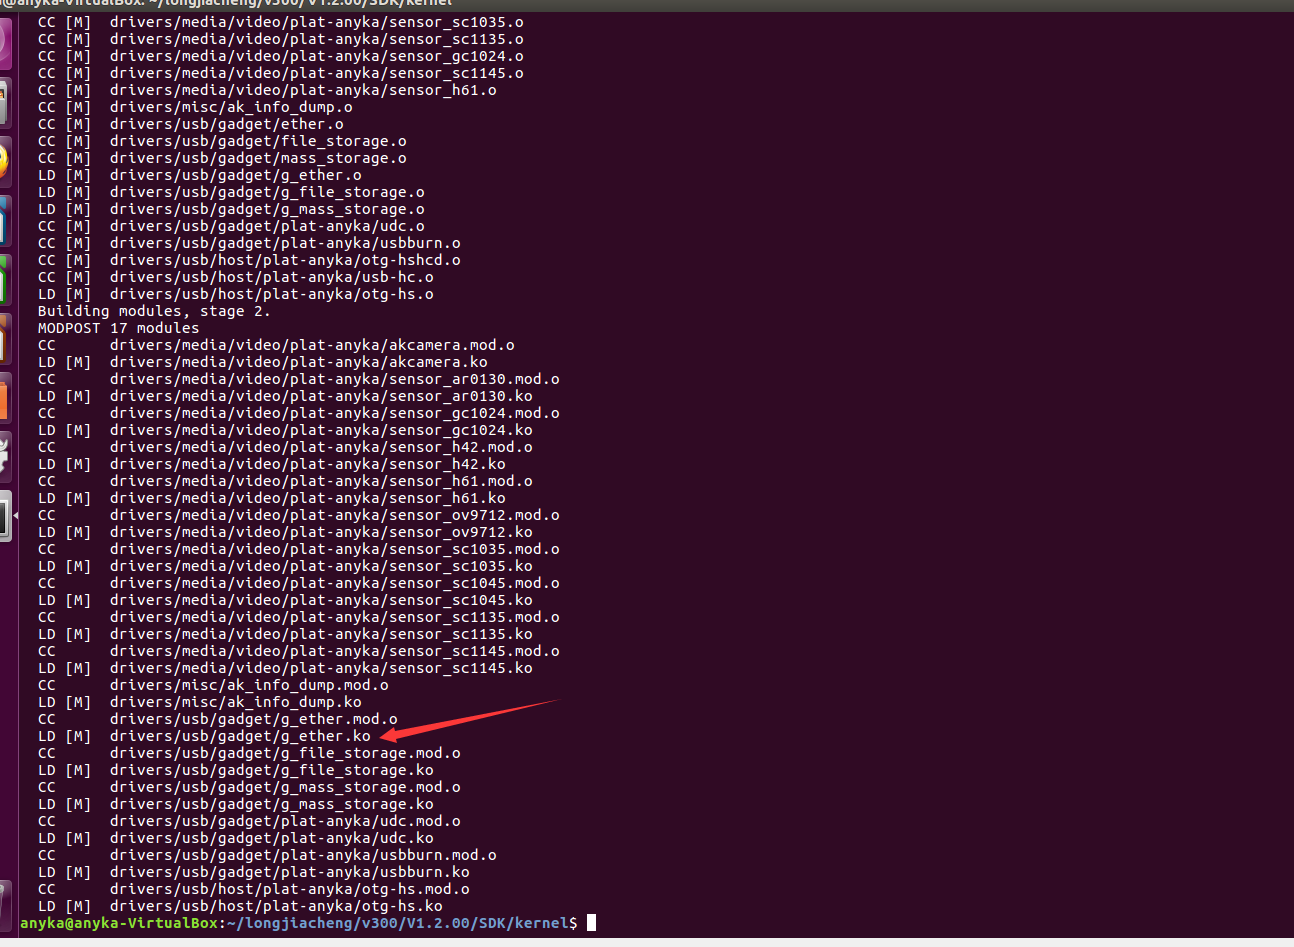 @anyka-VirtualBox: ~/longjiacheng/v300/V1.2.00/SDK/kernel
CC [M]  drivers/media/video/plat-anyka/sensor_sc1035.o
CC [M]  drivers/media/video/plat-anyka/sensor_sc1135.o
CC [M]  drivers/media/video/plat-anyka/sensor_gc1024.o
CC [M]  drivers/media/video/plat-anyka/sensor_sc1145.o
CC [M]  drivers/media/video/plat-anyka/sensor_h61.o
CC [M]  drivers/misc/ak_info_dump.o
CC [M]  drivers/usb/gadget/ether.o
CC [M]  drivers/usb/gadget/file_storage.o
CC [M]  drivers/usb/gadget/mass_storage.o
LD [M]  drivers/usb/gadget/g_ether.o
LD [M]  drivers/usb/gadget/g_file_storage.o
LD [M]  drivers/usb/gadget/g_mass_storage.o
CC [M]  drivers/usb/gadget/plat-anyka/udc.o
CC [M]  drivers/usb/gadget/plat-anyka/usbburn.o
CC [M]  drivers/usb/host/plat-anyka/otg-hshcd.o
CC [M]  drivers/usb/host/plat-anyka/usb-hc.o
LD [M]  drivers/usb/host/plat-anyka/otg-hs.o
Building modules, stage 2.
MODPOST 17 modules
CC      drivers/media/video/plat-anyka/akcamera.mod.o
LD [M]  drivers/media/video/plat-anyka/akcamera.ko
CC      drivers/media/video/plat-anyka/sensor_ar0130.mod.o
LD [M]  drivers/media/video/plat-anyka/sensor_ar0130.ko
CC      drivers/media/video/plat-anyka/sensor_gc1024.mod.o
LD [M]  drivers/media/video/plat-anyka/sensor_gc1024.ko
CC      drivers/media/video/plat-anyka/sensor_h42.mod.o
LD [M]  drivers/media/video/plat-anyka/sensor_h42.ko
CC      drivers/media/video/plat-anyka/sensor_h61.mod.o
LD [M]  drivers/media/video/plat-anyka/sensor_h61.ko
CC      drivers/media/video/plat-anyka/sensor_ov9712.mod.o
LD [M]  drivers/media/video/plat-anyka/sensor_ov9712.ko
CC      drivers/media/video/plat-anyka/sensor_sc1035.mod.o
LD [M]  drivers/media/video/plat-anyka/sensor_sc1035.ko
CC      drivers/media/video/plat-anyka/sensor_sc1045.mod.o
LD [M]  drivers/media/video/plat-anyka/sensor_sc1045.ko
CC      drivers/media/video/plat-anyka/sensor_sc1135.mod.o
LD [M]  drivers/media/video/plat-anyka/sensor_sc1135.ko
CC      drivers/media/video/plat-anyka/sensor_sc1145.mod.o
LD [M]  drivers/media/video/plat-anyka/sensor_sc1145.ko
CC      drivers/misc/ak_info_dump.mod.o
LD [M]  drivers/misc/ak_info_dump.ko
CC      drivers/usb/gadget/g_ether.mod.o
LD [M]  drivers/usb/gadget/g_ether.ko
CC      drivers/usb/gadget/g_file_storage.mod.o
LD [M]  drivers/usb/gadget/g_file_storage.ko
CC      drivers/usb/gadget/g_mass_storage.mod.o
LD [M]  drivers/usb/gadget/g_mass_storage.ko
CC      drivers/usb/gadget/plat-anyka/udc.mod.o
LD [M]  drivers/usb/gadget/plat-anyka/udc.ko
CC      drivers/usb/gadget/plat-anyka/usbburn.mod.o
LD [M]  drivers/usb/gadget/plat-anyka/usbburn.ko
CC      drivers/usb/host/plat-anyka/otg-hs.mod.o
LD [M]  drivers/usb/host/plat-anyka/otg-hs.ko
anyka@anyka-VirtualBox:~/longjiacheng/v300/V1.2.00/SDK/kernel$